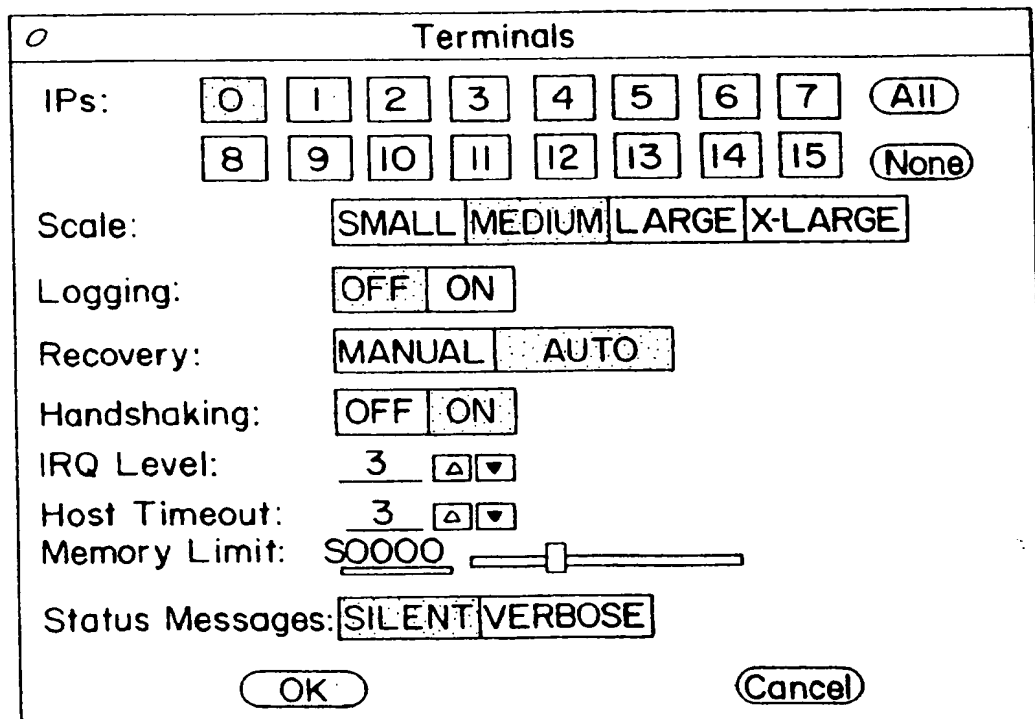 Terminals
IPs: 0 1 2 3 4 5 6 7 All
8 9 10 11 12 13 14 15 None
Scale: SMALL MEDIUM LARGE X-LARGE
Logging: OFF ON
Recovery: MANUAL AUTO
Handshaking: OFF ON
IRQ Level: 3
Host Timeout: 3
Memory Limit: S0000
Status Messages: SILENT VERBOSE
OK Cancel